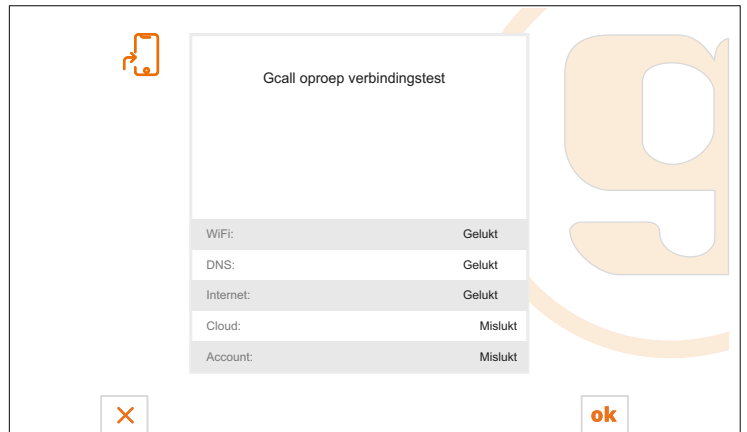 Gcall oproep verbindingstest
WiFi: Gelukt
DNS: Gelukt
Internet: Gelukt
Cloud: Mislukt
Account: Mislukt
ok